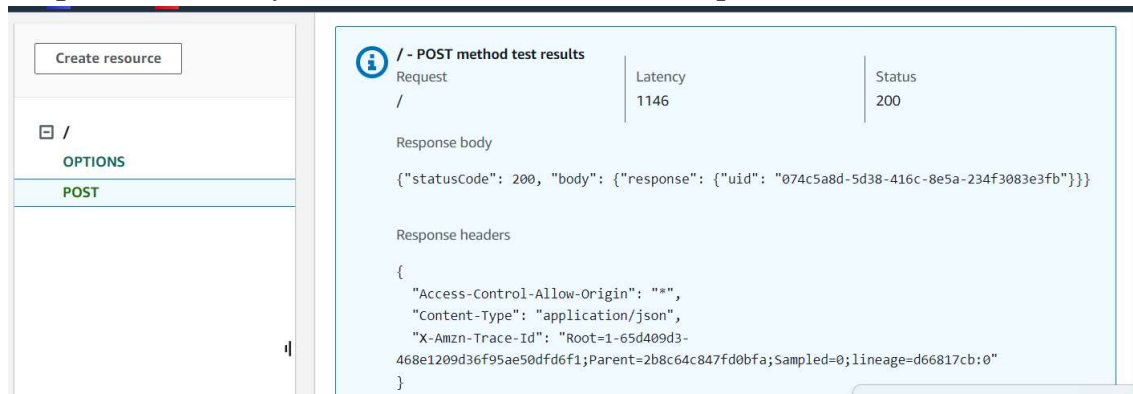 Create resource
/
OPTIONS
POST
/ - POST method test results
Request
/
Latency
1146
Status
200
Response body
{"statusCode": 200, "body": {"response": {"uid": "074c5a8d-5d38-416c-8e5a-234f3083e3fb"}}}
Response headers
{
"Access-Control-Allow-Origin": "*",
"Content-Type": "application/json",
"X-Amzn-Trace-Id": "Root=1-65d409d3-
468e1209d36f95ae50dfd6f1;Parent=2b8c64c847fd0bfa;Sampled=0;lineage=d66817cb:0"
}